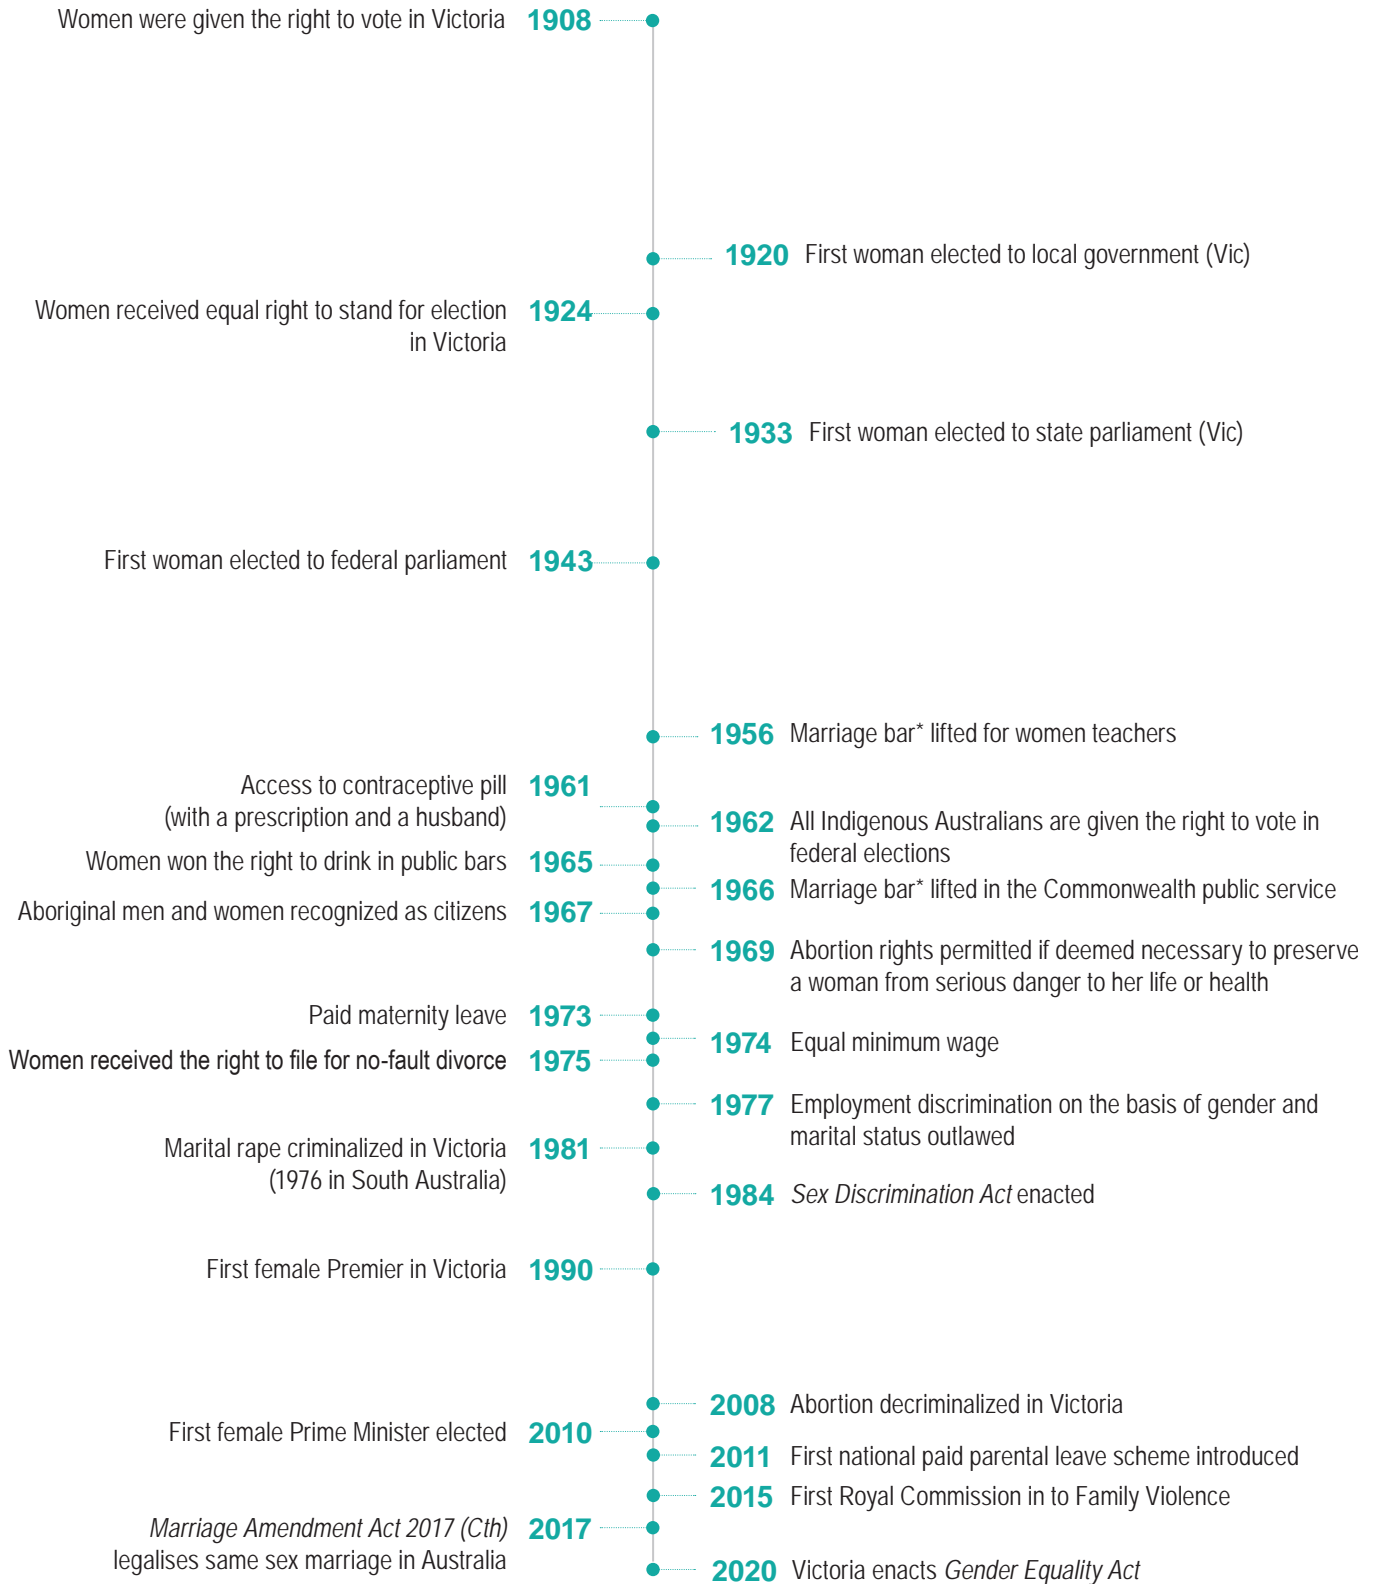 Women were given the right to vote in Victoria 1908
1920 First woman elected to local government (Vic)
Women received equal right to stand for election 1924
in Victoria
1933 First woman elected to state parliament (Vic)
First woman elected to federal parliament 1943
1956 Marriage bar* lifted for women teachers
Access to contraceptive pill 1961
(with a prescription and a husband)
1962 All Indigenous Australians are given the right to vote in
federal elections
Women won the right to drink in public bars 1965
1966 Marriage bar* lifted in the Commonwealth public service
Aboriginal men and women recognized as citizens 1967
1969 Abortion rights permitted if deemed necessary to preserve
a woman from serious danger to her life or health
Paid maternity leave 1973
1974 Equal minimum wage
Women received the right to file for no-fault divorce 1975
1977 Employment discrimination on the basis of gender and
marital status outlawed
Marital rape criminalized in Victoria 1981
(1976 in South Australia)
1984 Sex Discrimination Act enacted
First female Premier in Victoria 1990
2008 Abortion decriminalized in Victoria
First female Prime Minister elected 2010
2011 First national paid parental leave scheme introduced
2015 First Royal Commission in to Family Violence
Marriage Amendment Act 2017 (Cth) 2017
legalises same sex marriage in Australia
2020 Victoria enacts Gender Equality Act